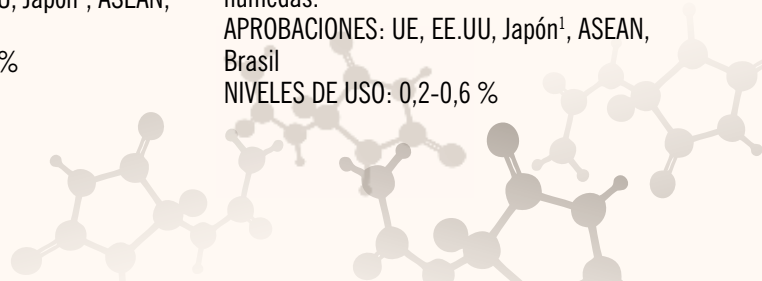 U, Japón¹, ASEAN,
%
húmedas.
APROBACIONES: UE, EE.UU, Japón¹, ASEAN,
Brasil
NIVELES DE USO: 0,2-0,6 %